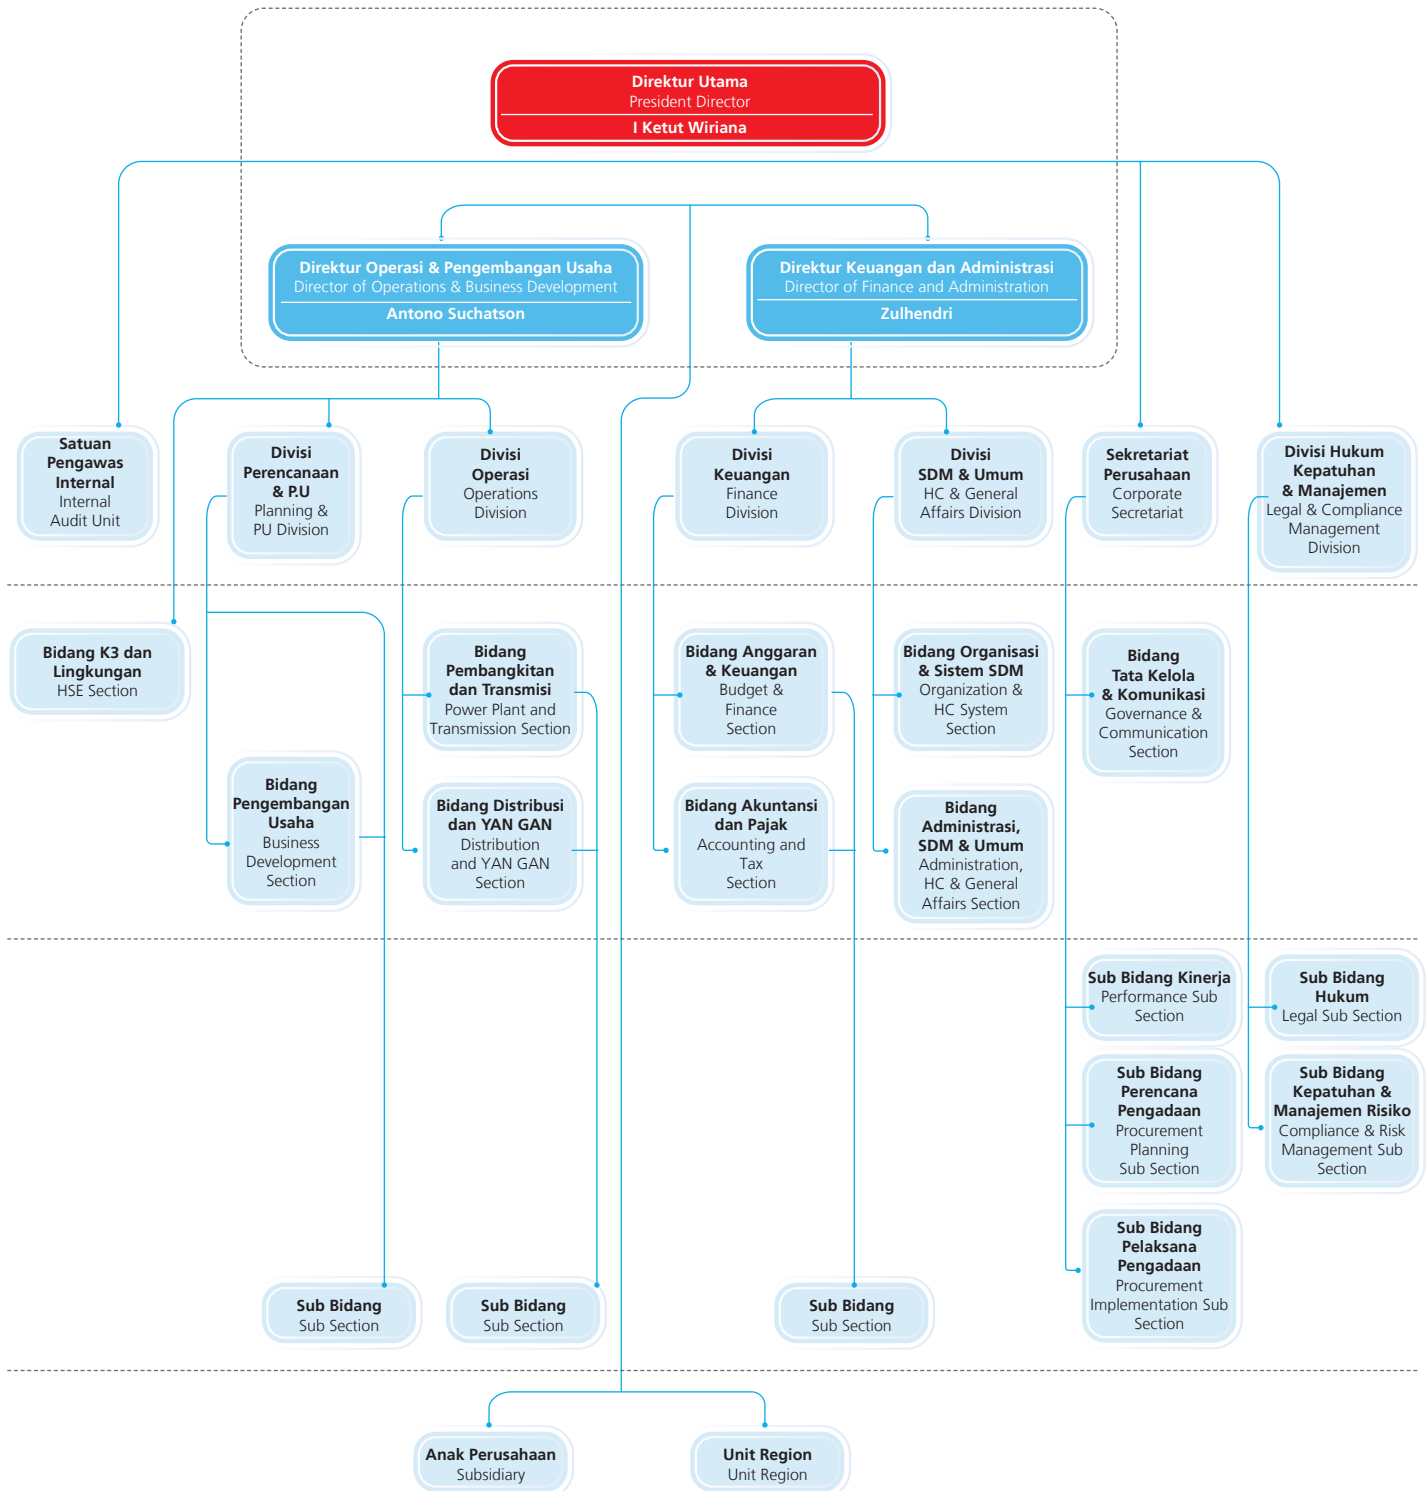 Direktur Utama
President Director
I Ketut Wiriana
Direktur Operasi & Pengembangan Usaha
Director of Operations & Business Development
Antono Suchatson
Direktur Keuangan dan Administrasi
Director of Finance and Administration
Zulhendri
Satuan
Pengawas
Internal
Internal
Audit Unit
Divisi
Perencanaan
& P.U
Planning &
PU Division
Divisi
Operasi
Operations
Division
Divisi
Keuangan
Finance
Division
Divisi
SDM & Umum
HC & General
Affairs Division
Sekretariat
Perusahaan
Corporate
Secretariat
Divisi Hukum
Kepatuhan
& Manajemen
Legal & Compliance
Management
Division
Bidang K3 dan
Lingkungan
HSE Section
Bidang
Pembangkitan
dan Transmisi
Power Plant and
Transmission Section
Bidang Anggaran
& Keuangan
Budget &
Finance
Section
Bidang Organisasi
& Sistem SDM
Organization &
HC System
Section
Bidang
Tata Kelola
& Komunikasi
Governance &
Communication
Section
Bidang
Pengembangan
Usaha
Business
Development
Section
Bidang Distribusi
dan YAN GAN
Distribution
and YAN GAN
Section
Bidang Akuntansi
dan Pajak
Accounting and
Tax
Section
Bidang
Administrasi,
SDM & Umum
Administration,
HC & General
Affairs Section
Sub Bidang Kinerja
Performance Sub
Section
Sub Bidang
Hukum
Legal Sub Section
Sub Bidang
Perencana
Pengadaan
Procurement
Planning
Sub Section
Sub Bidang
Kepatuhan &
Manajemen Risiko
Compliance & Risk
Management Sub
Section
Sub Bidang
Pelaksana
Pengadaan
Procurement
Implementation Sub
Section
Sub Bidang
Sub Section
Sub Bidang
Sub Section
Sub Bidang
Sub Section
Anak Perusahaan
Subsidiary
Unit Region
Unit Region